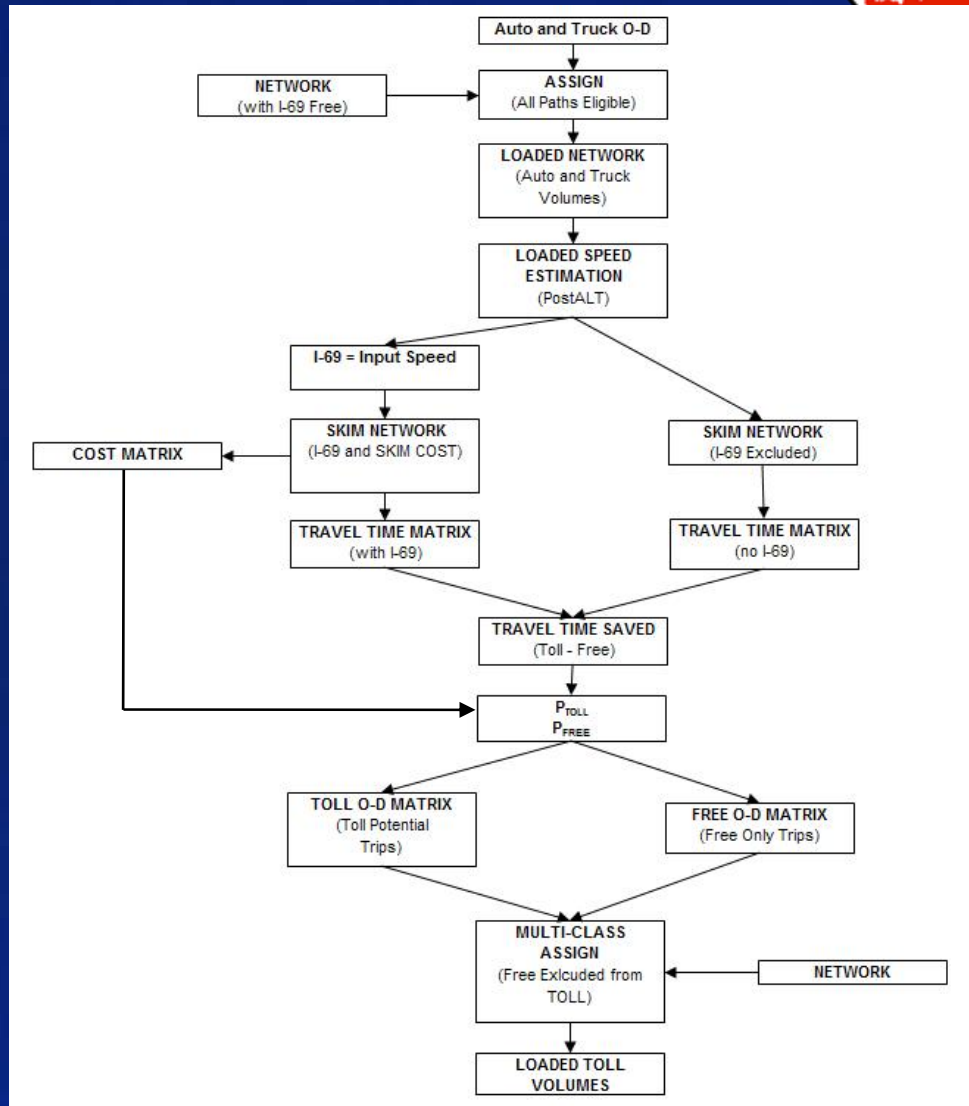 Auto and Truck O-D
NETWORK
(with I-69 Free)
ASSIGN
(All Paths Eligible)
LOADED NETWORK
(Auto and Truck
Volumes)
LOADED SPEED
ESTIMATION
(PostALT)
I-69 = Input Speed
SKIM NETWORK
(I-69 and SKIM COST)
SKIM NETWORK
(I-69 Excluded)
COST MATRIX
TRAVEL TIME MATRIX
(with I-69)
TRAVEL TIME MATRIX
(no I-69)
TRAVEL TIME SAVED
(Toll - Free)
PTOLL
PFREE
TOLL O-D MATRIX
(Toll Potential
Trips)
FREE O-D MATRIX
(Free Only Trips)
MULTI-CLASS
ASSIGN
(Free Exlcuded from
TOLL)
NETWORK
LOADED TOLL
VOLUMES